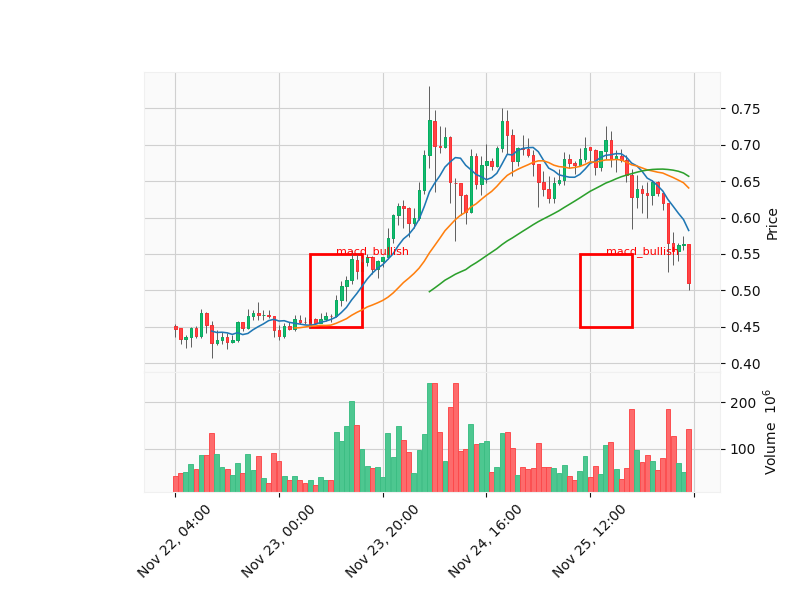 0.75
0.70
0.65
0.60
0.55
0.50
0.45
0.40
Price
macd_bullish
macd_bullish
200
100
Volume 10^6
Nov 22, 04:00
Nov 23, 00:00
Nov 23, 20:00
Nov 24, 16:00
Nov 25, 12:00